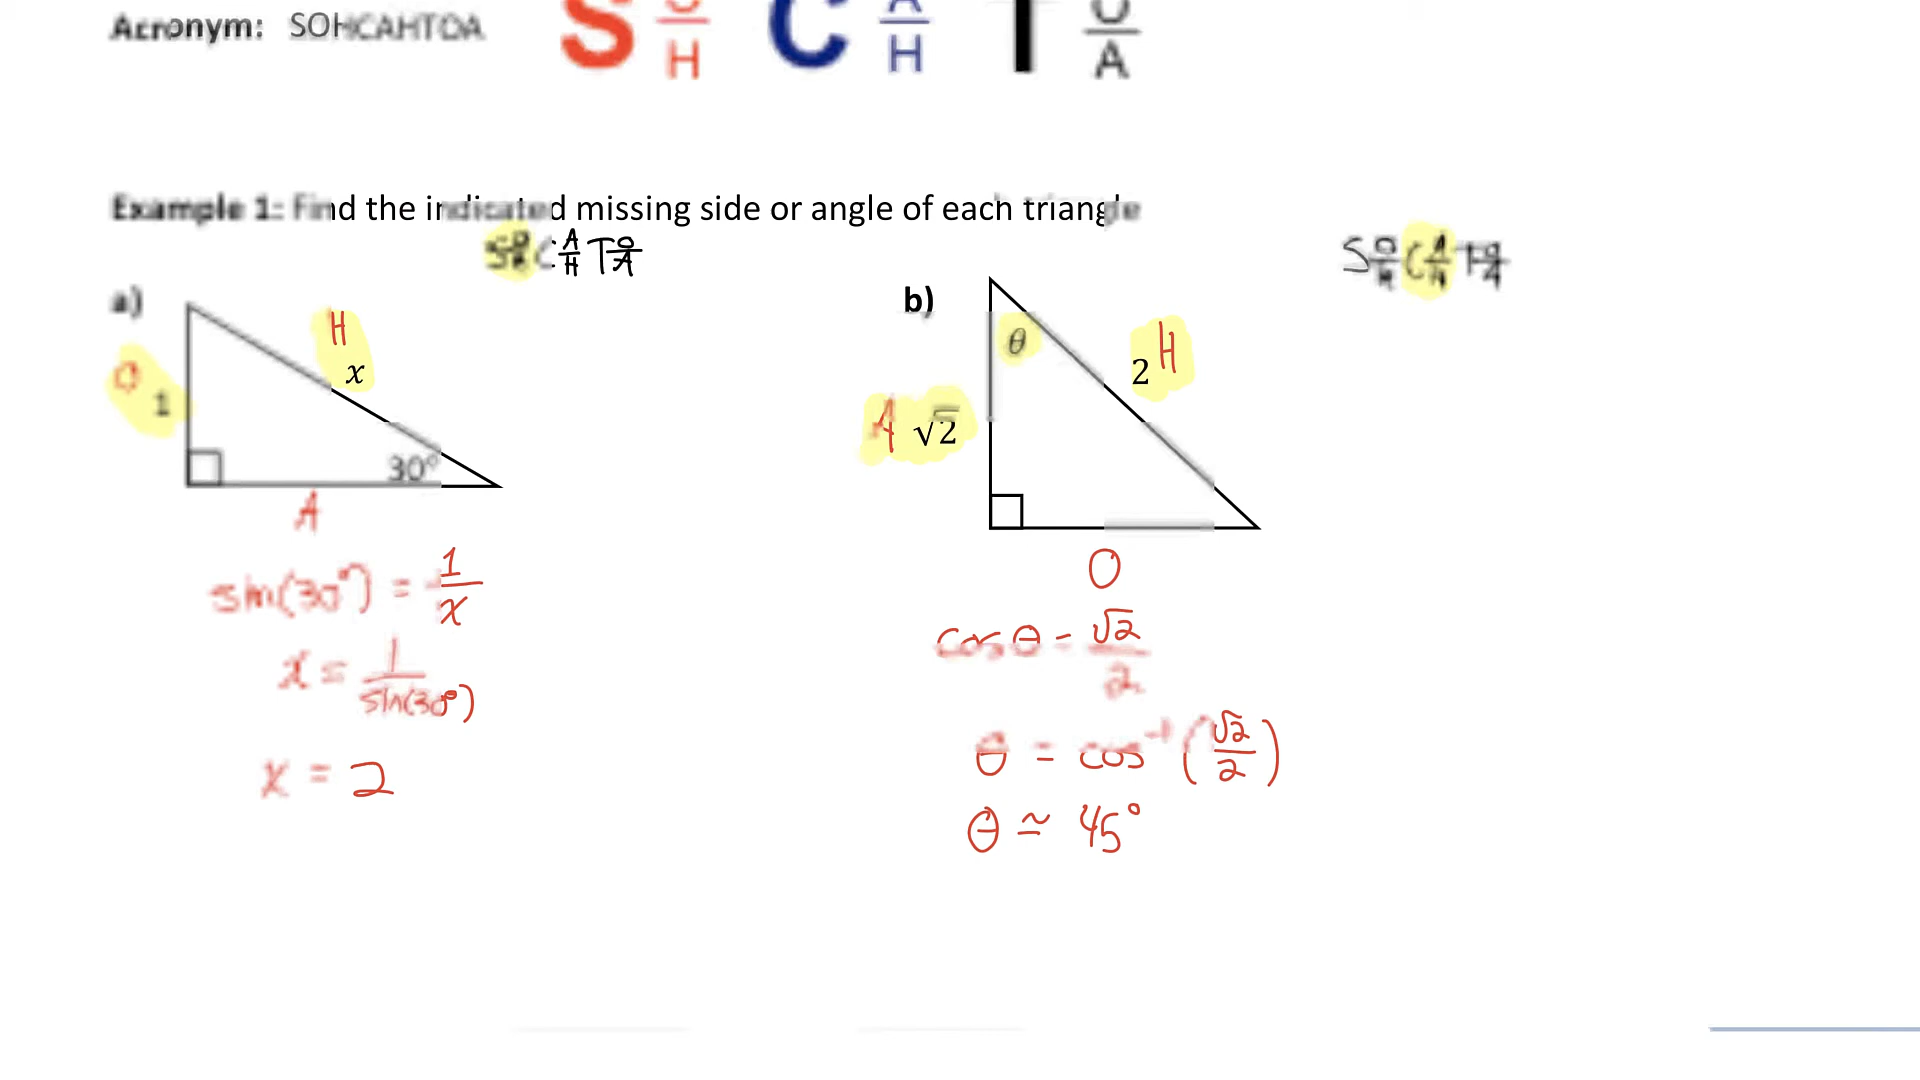 Acronym: SOHCAHTOA S O/H C A/H T O/A
Example 1: Find the indicated missing side or angle of each triangle
S O/H C A/H T O/A
S O/H C A/H T O/A
a)
H
x
O
1
30°
A
sin(30°) = 1/x
x = 1/sin(30°)
x = 2
b)
θ
2 H
A √2
O
cosθ = √2/2
θ = cos⁻¹(√2/2)
θ ≃ 45°